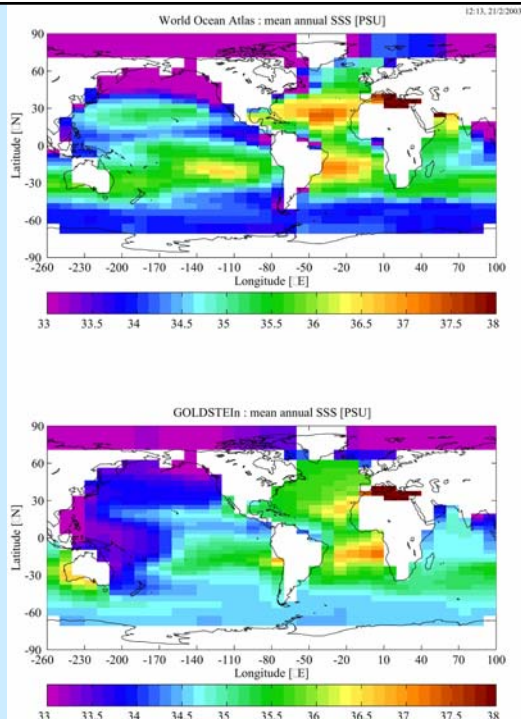 12:13, 21/2/2003
World Ocean Atlas : mean annual SSS [PSU]
90
60
30
0
-30
-60
-90
Latitude [□N]
-260 -230 -200 -170 -140 -110 -80 -50 -20 10 40 70 100
Longitude [□E]
33 33.5 34 34.5 35 35.5 36 36.5 37 37.5 38
GOLDSTEIn : mean annual SSS [PSU]
90
60
30
0
-30
-60
-90
Latitude [□N]
-260 -230 -200 -170 -140 -110 -80 -50 -20 10 40 70 100
Longitude [□E]
33 33.5 34 34.5 35 35.5 36 36.5 37 37.5 38